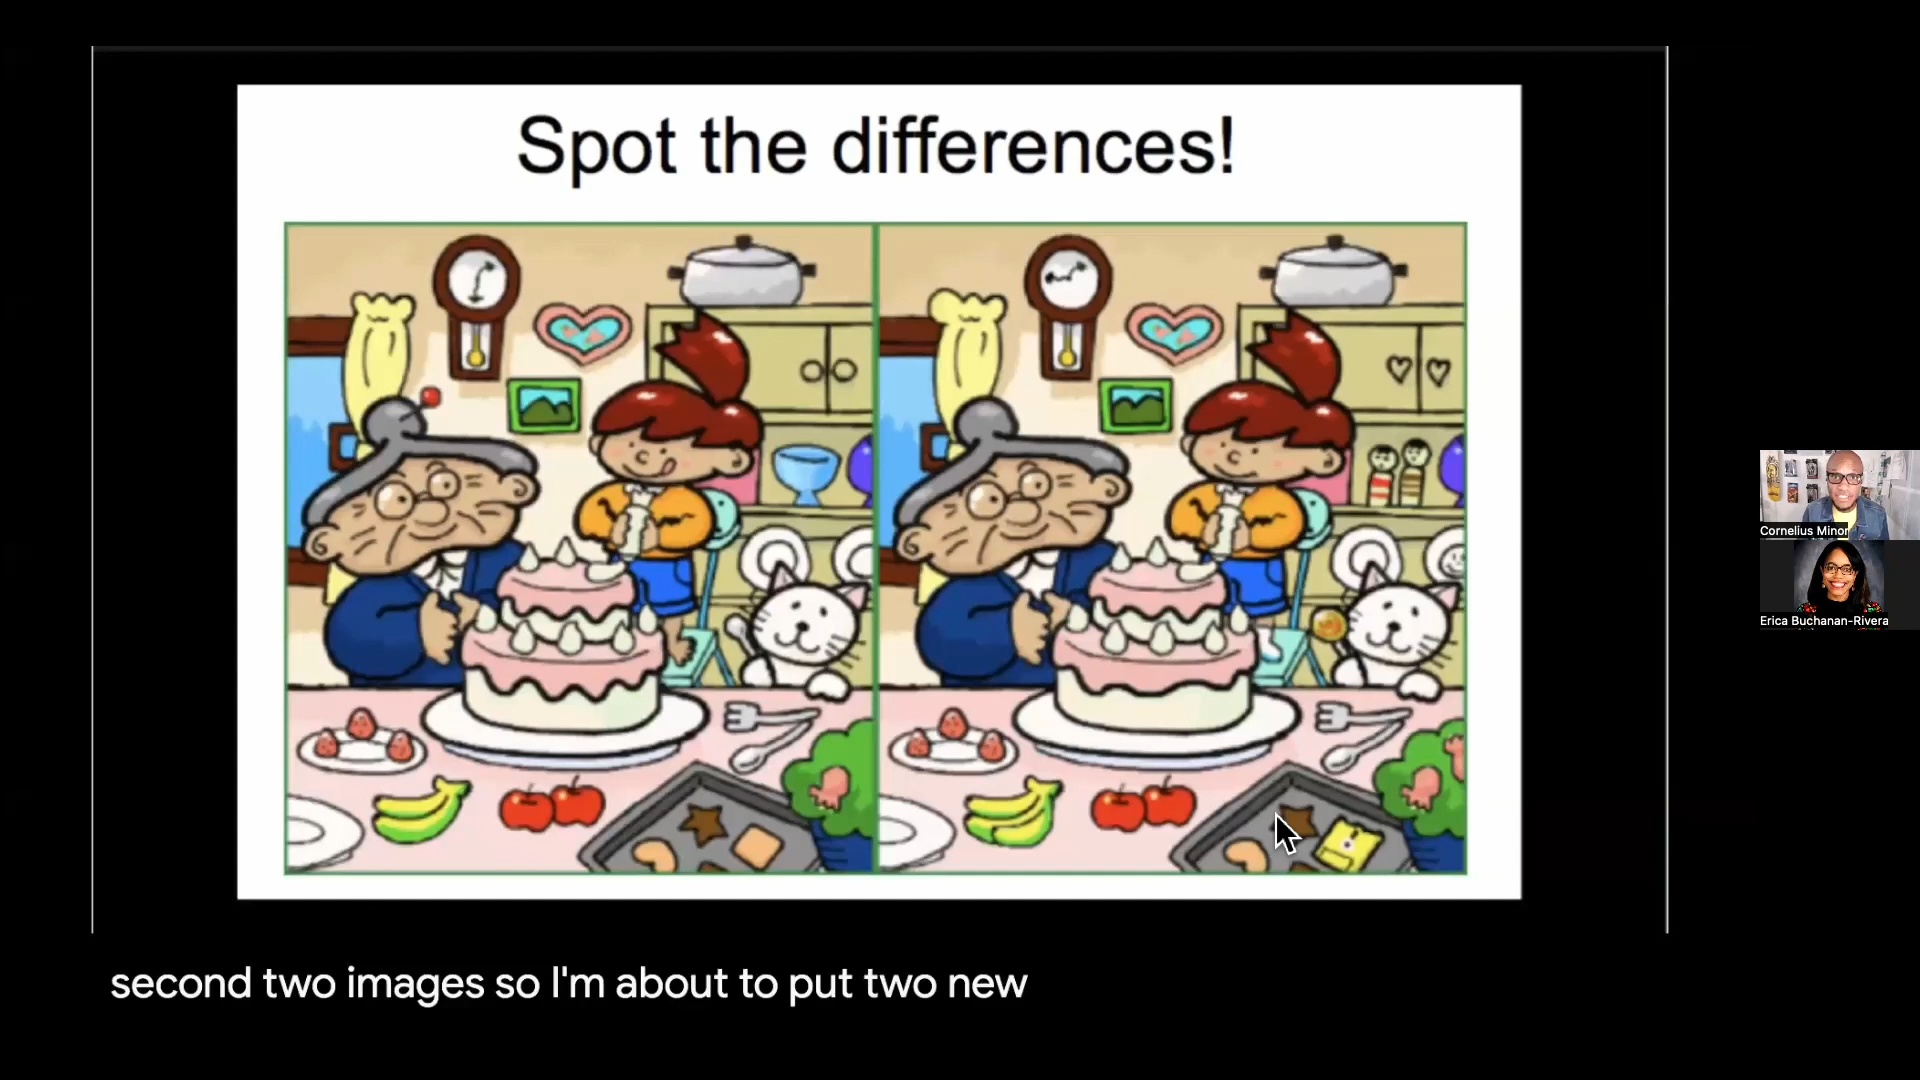 Spot the differences!
Cornelius Minor
Erica Buchanan-Rivera
second two images so I'm about to put two new